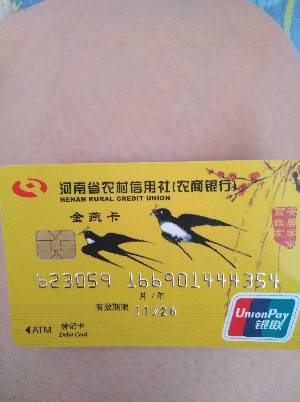 河南省农村信用社(农商银行)
HENAN RURAL CREDIT UNION
金燕卡
623059 166901444354
月/年
有效期限 11/26
ATM
借记卡
Debit Card
UnionPay
银联